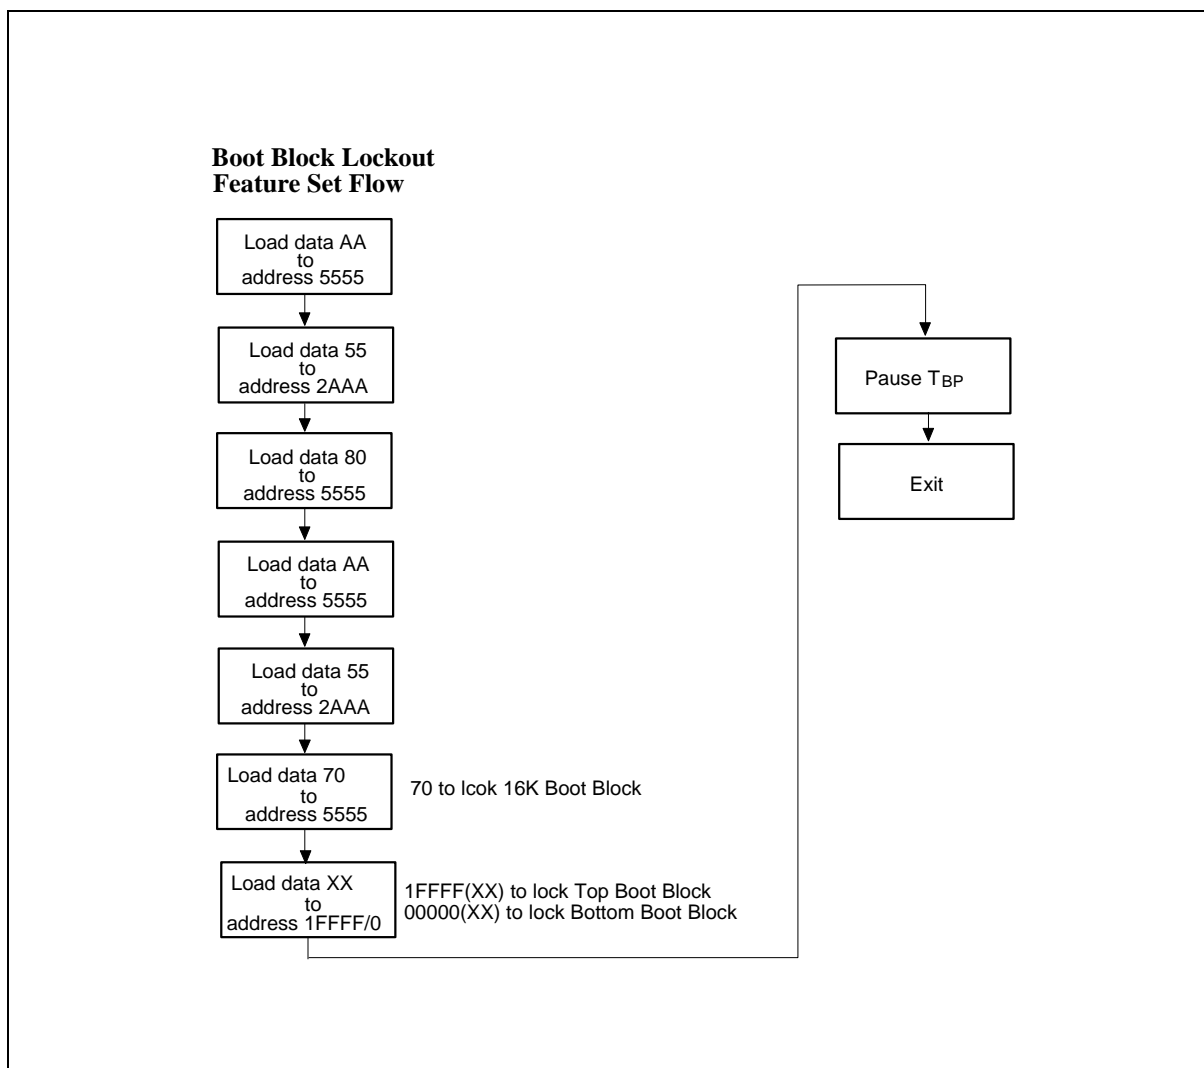 Boot Block Lockout
Feature Set Flow
Load data AA
to
address 5555
Load data 55
to
address 2AAA
Load data 80
to
address 5555
Load data AA
to
address 5555
Load data 55
to
address 2AAA
Load data 70
to
address 5555
70 to lcok 16K Boot Block
Load data XX
to
address 1FFFF/0
1FFFF(XX) to lock Top Boot Block
00000(XX) to lock Bottom Boot Block
Pause TBP
Exit